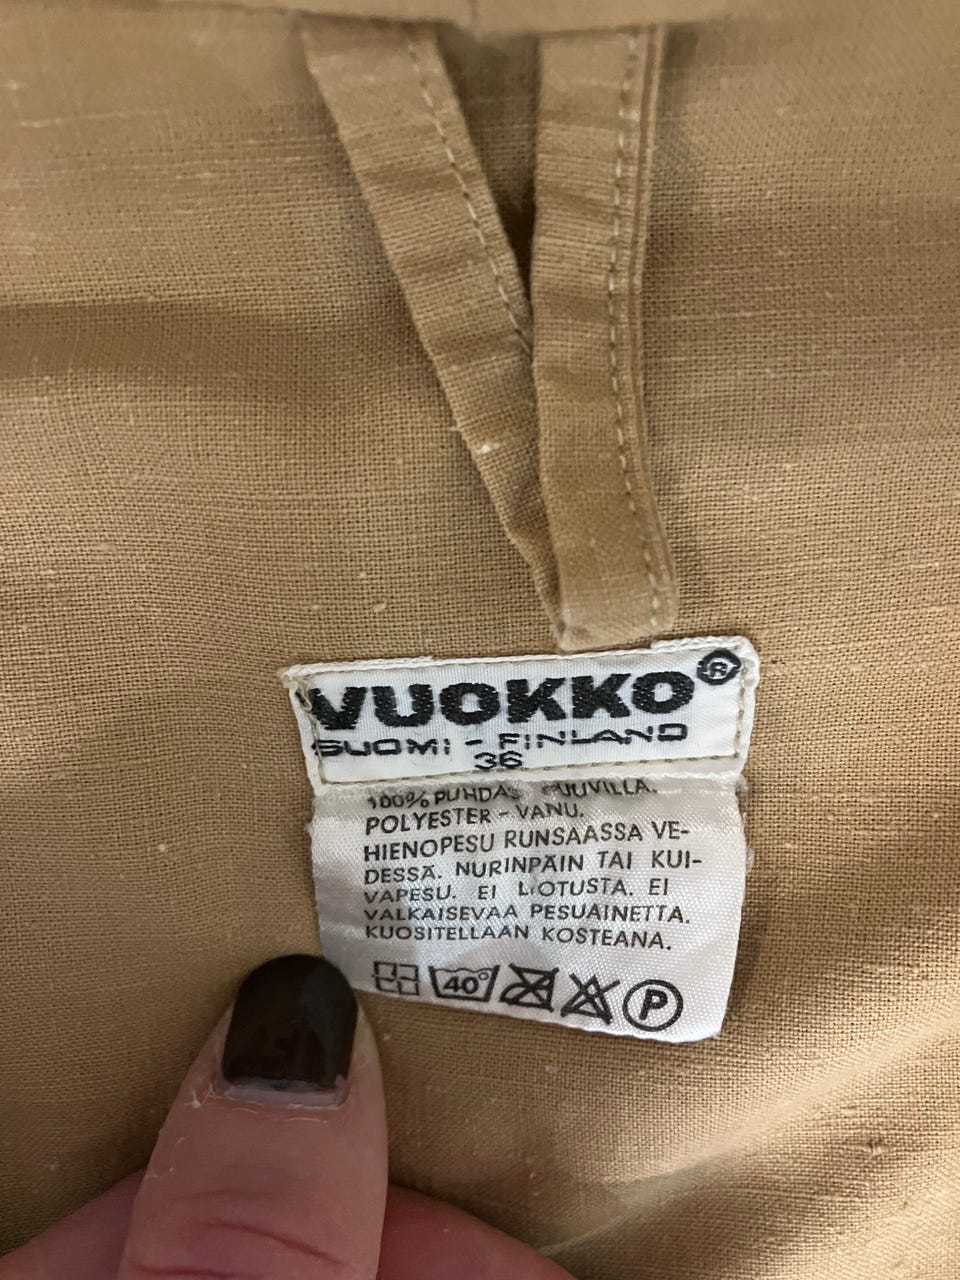 VUOKKO®
SUOMI - FINLAND
36
100% PUHDAS PUUVILLA.
POLYESTER - VANU.
HIENOPESU RUNSAASSA VE-
DESSÄ. NURINPÄIN TAI KUI-
VAPESU. EI LIOTUSTA. EI
VALKAISEVAA PESUAINETTA.
KUOSITELLAAN KOSTEANA.
40° P